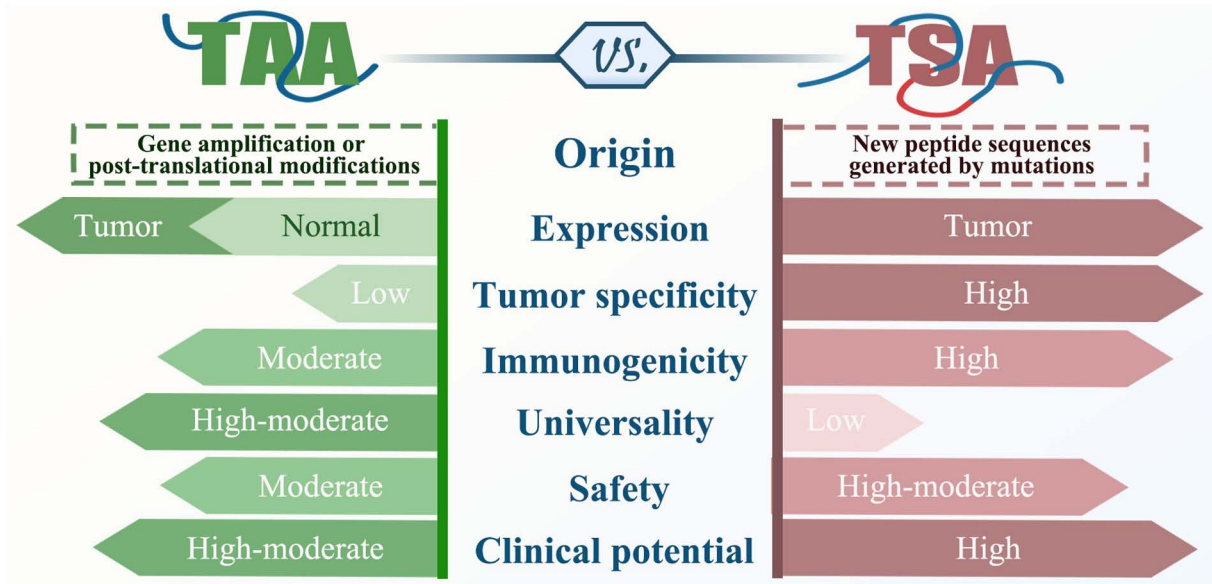 TAA VS. TSA
Gene amplification or
post-translational modifications
Origin
New peptide sequences
generated by mutations
Tumor Normal Expression Tumor
Low Tumor specificity High
Moderate Immunogenicity High
High-moderate Universality Low
Moderate Safety High-moderate
High-moderate Clinical potential High